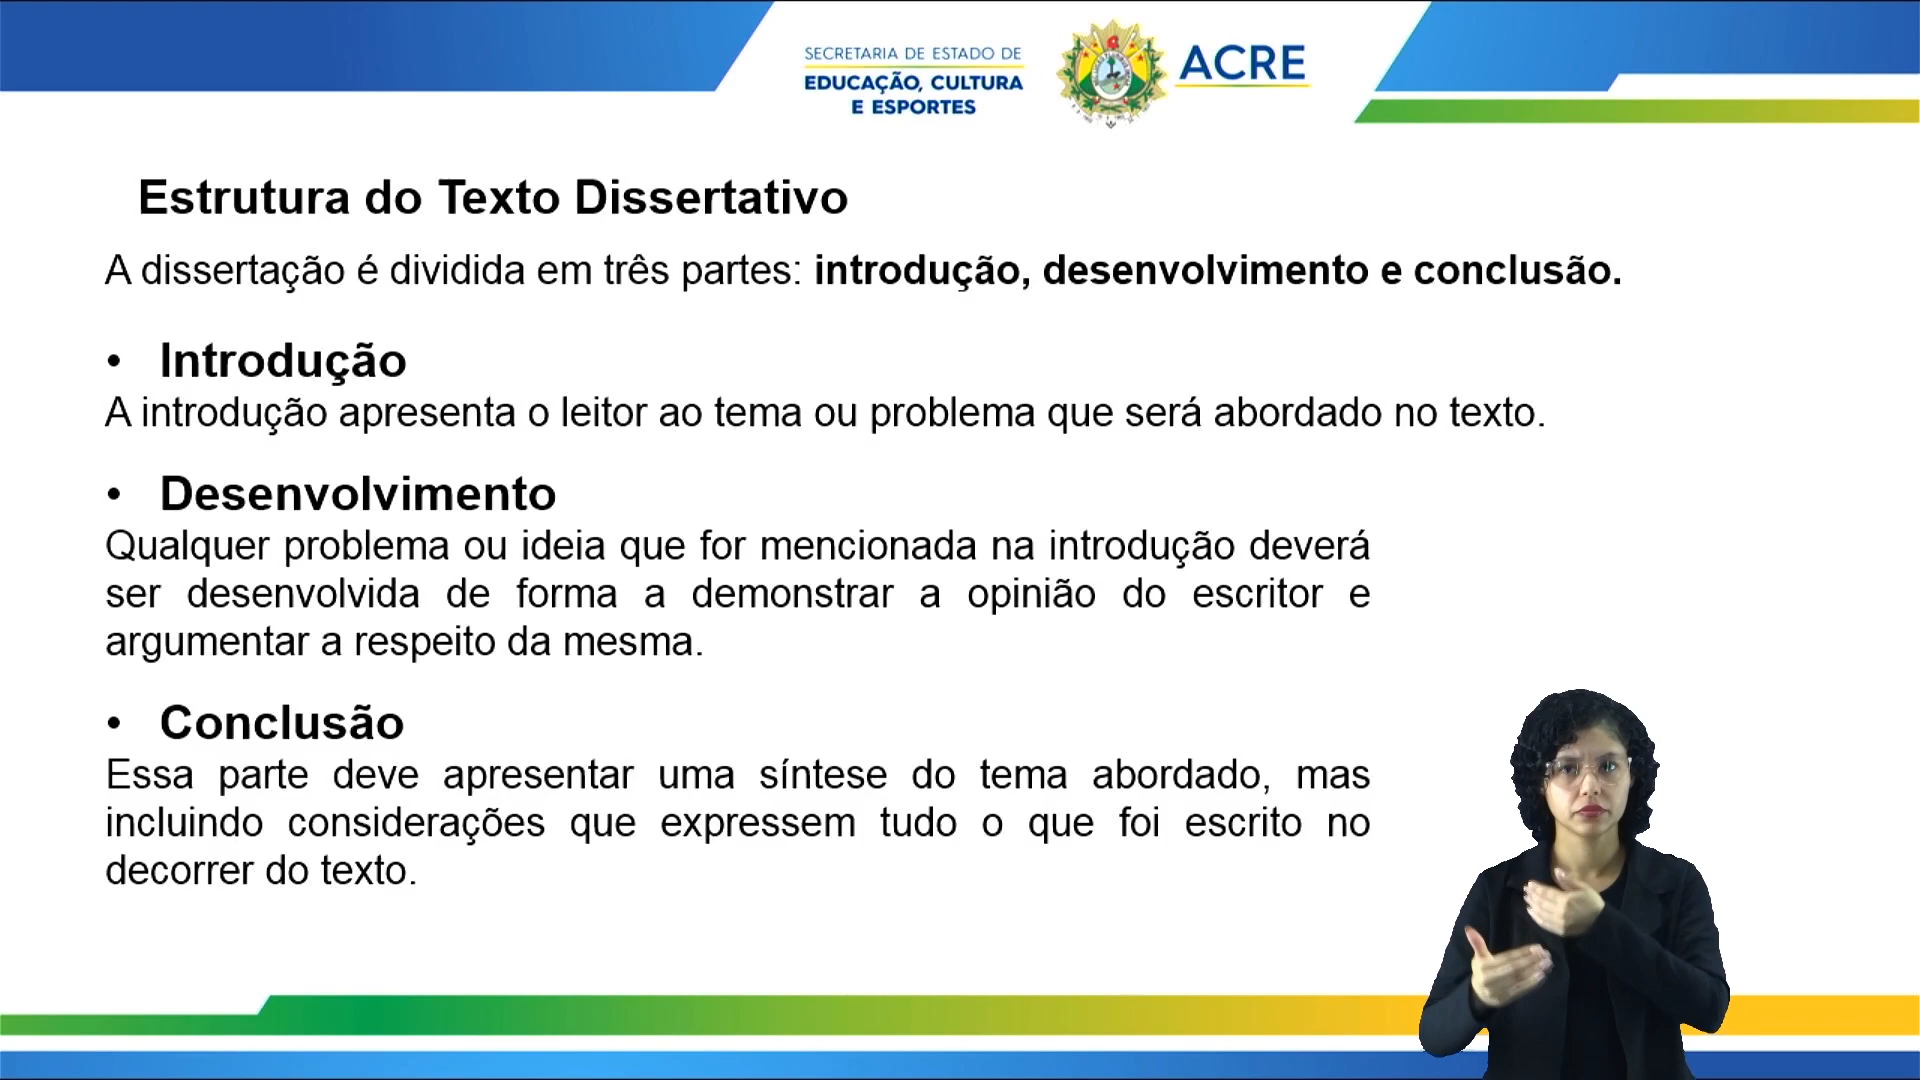 SECRETARIA DE ESTADO DE
EDUCAÇÃO, CULTURA
E ESPORTES
ACRE
Estrutura do Texto Dissertativo
A dissertação é dividida em três partes: introdução, desenvolvimento e conclusão.
• Introdução
A introdução apresenta o leitor ao tema ou problema que será abordado no texto.
• Desenvolvimento
Qualquer problema ou ideia que for mencionada na introdução deverá
ser desenvolvida de forma a demonstrar a opinião do escritor e
argumentar a respeito da mesma.
• Conclusão
Essa parte deve apresentar uma síntese do tema abordado, mas
incluindo considerações que expressem tudo o que foi escrito no
decorrer do texto.